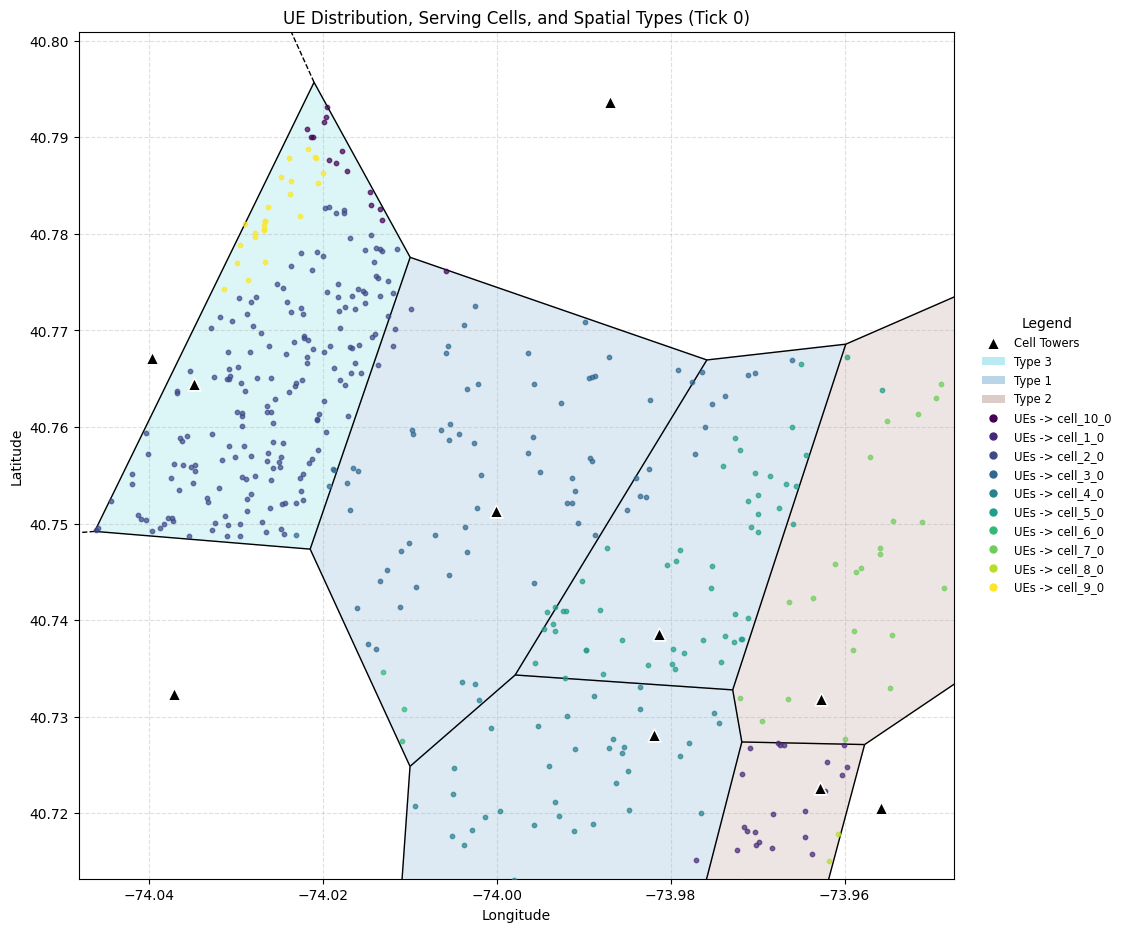 UE Distribution, Serving Cells, and Spatial Types (Tick 0)
40.80
40.79
40.78
40.77
40.76
40.75
40.74
40.73
40.72
Latitude
−74.04
−74.02
−74.00
−73.98
−73.96
Longitude
Legend
Cell Towers
Type 3
Type 1
Type 2
UEs -> cell_10_0
UEs -> cell_1_0
UEs -> cell_2_0
UEs -> cell_3_0
UEs -> cell_4_0
UEs -> cell_5_0
UEs -> cell_6_0
UEs -> cell_7_0
UEs -> cell_8_0
UEs -> cell_9_0